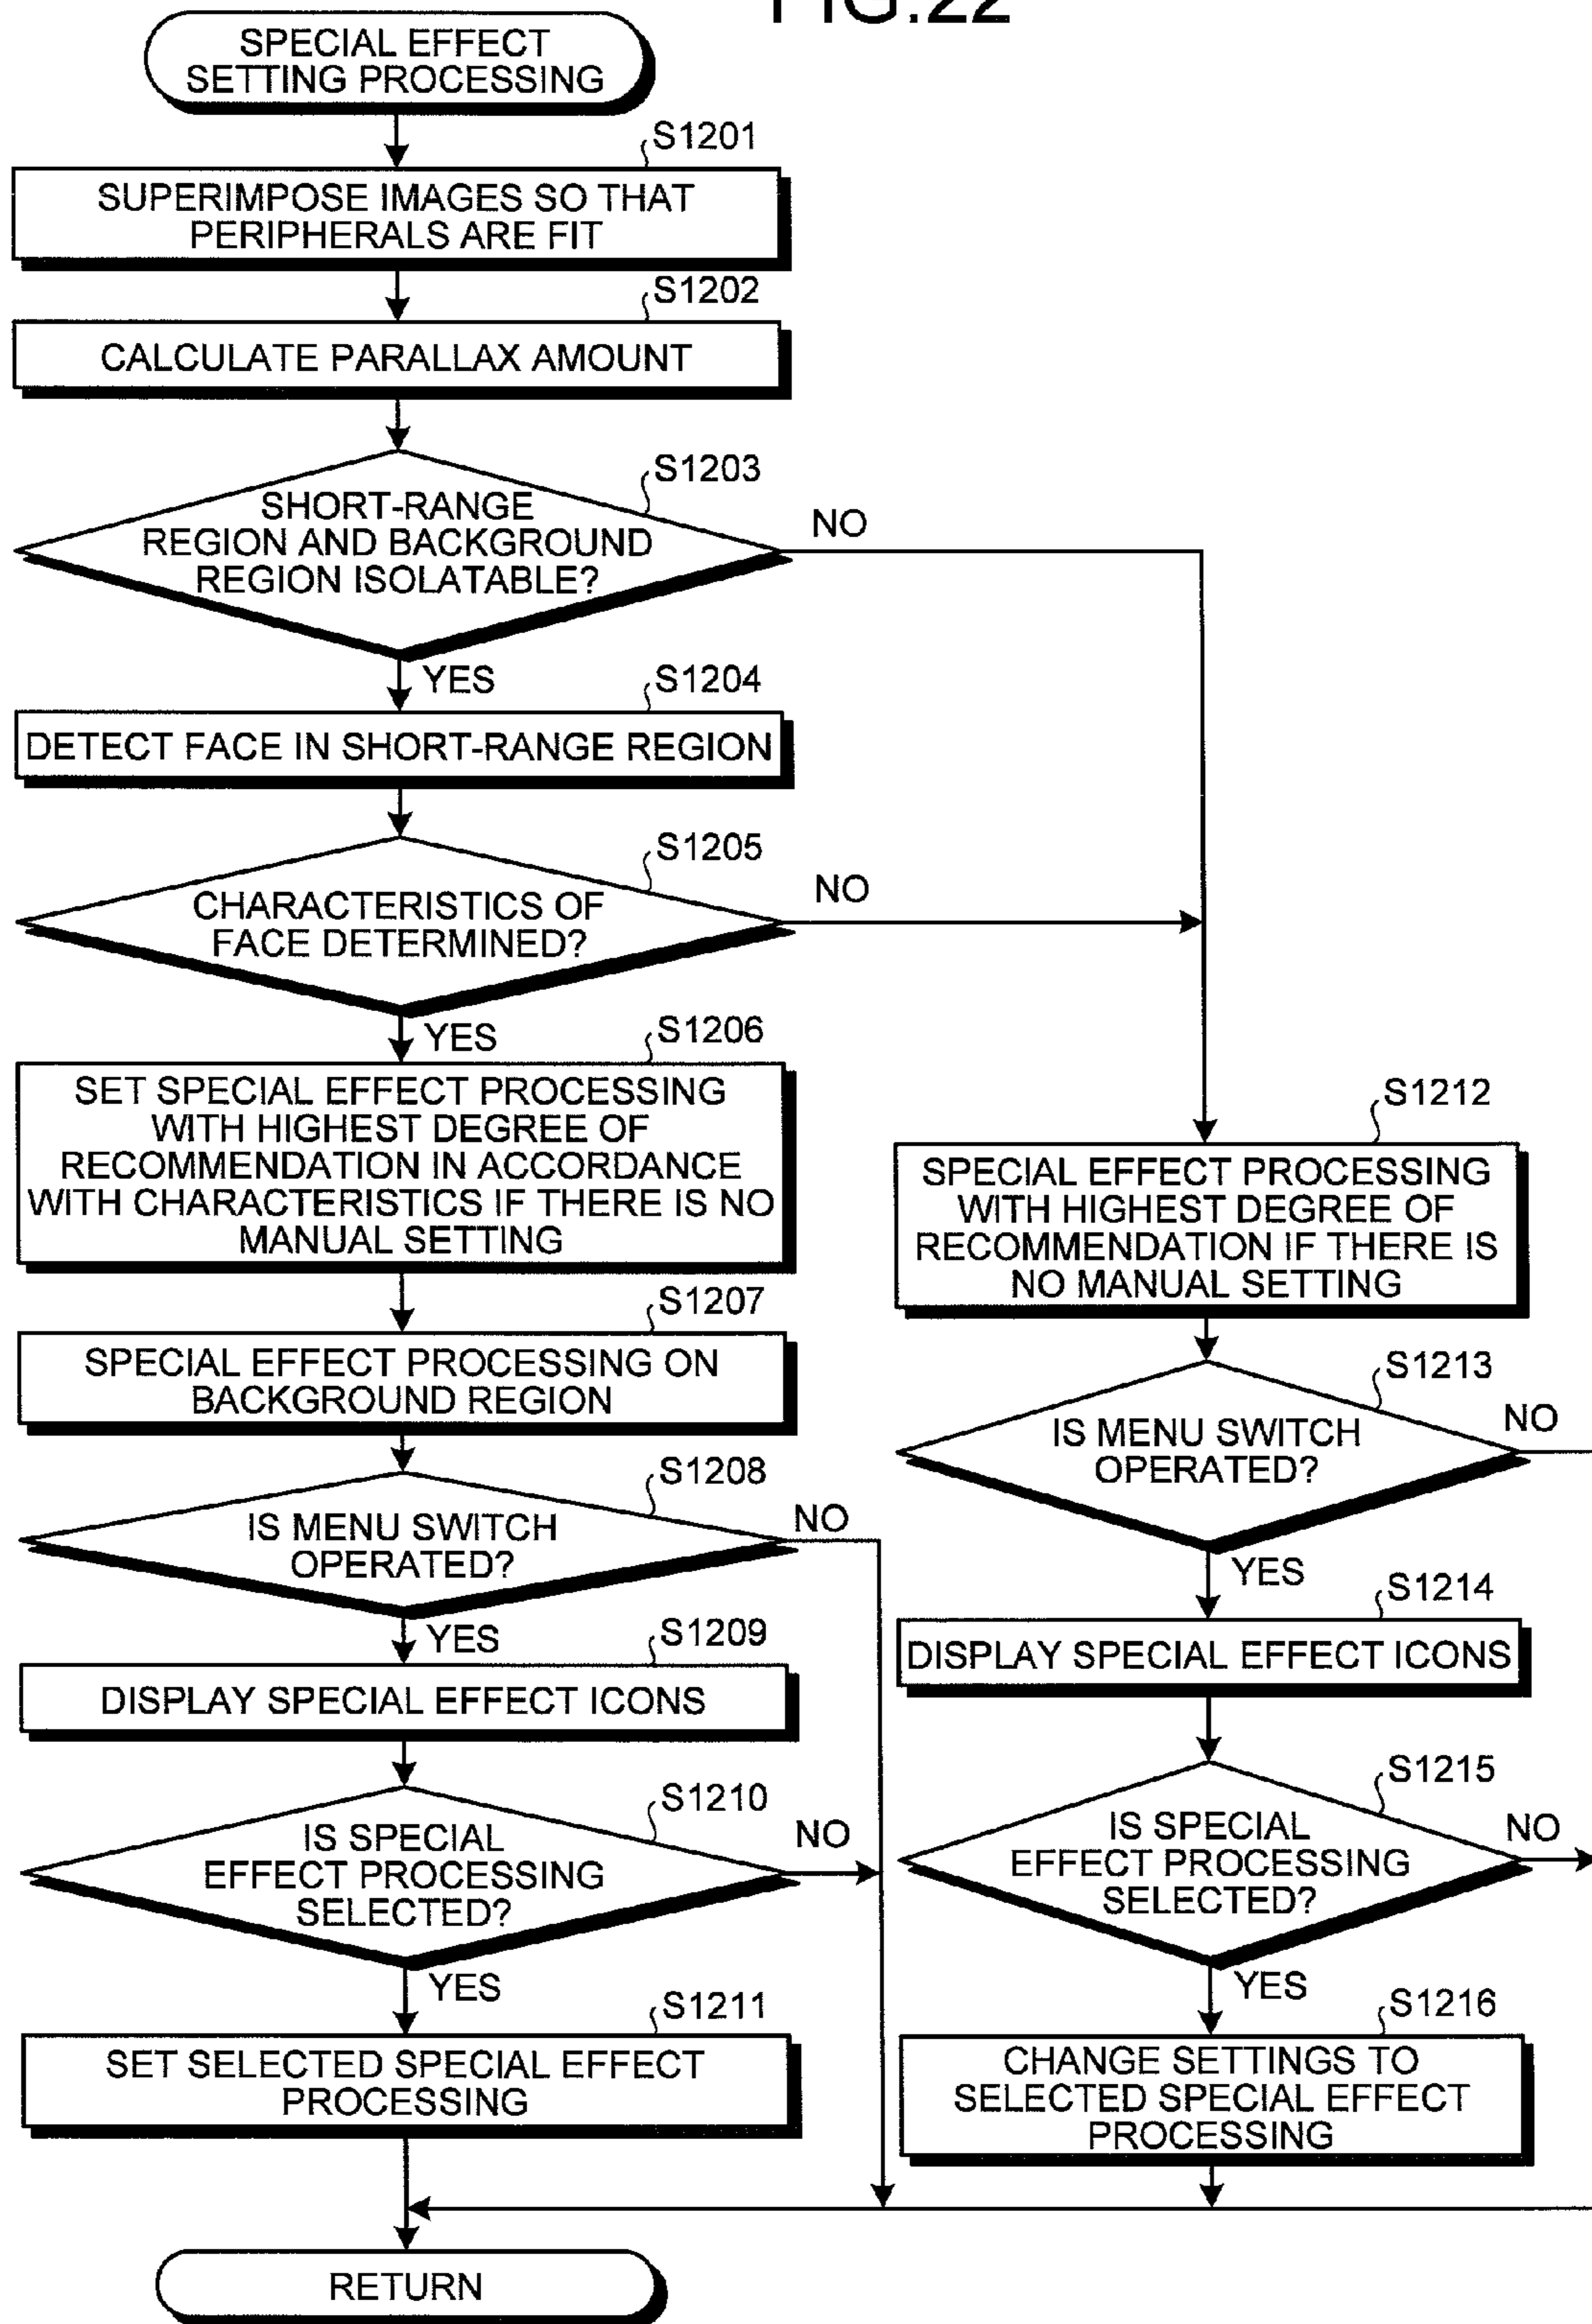 FIG.22
SPECIAL EFFECT
SETTING PROCESSING
S1201
SUPERIMPOSE IMAGES SO THAT
PERIPHERALS ARE FIT
S1202
CALCULATE PARALLAX AMOUNT
S1203
SHORT-RANGE
REGION AND BACKGROUND
REGION ISOLATABLE?
NO
YES
S1204
DETECT FACE IN SHORT-RANGE REGION
S1205
CHARACTERISTICS OF
FACE DETERMINED?
NO
YES
S1206
SET SPECIAL EFFECT PROCESSING
WITH HIGHEST DEGREE OF
RECOMMENDATION IN ACCORDANCE
WITH CHARACTERISTICS IF THERE IS NO
MANUAL SETTING
S1207
SPECIAL EFFECT PROCESSING ON
BACKGROUND REGION
S1208
IS MENU SWITCH
OPERATED?
NO
YES
S1209
DISPLAY SPECIAL EFFECT ICONS
S1210
IS SPECIAL
EFFECT PROCESSING
SELECTED?
NO
YES
S1211
SET SELECTED SPECIAL EFFECT
PROCESSING
S1212
SPECIAL EFFECT PROCESSING
WITH HIGHEST DEGREE OF
RECOMMENDATION IF THERE IS
NO MANUAL SETTING
S1213
IS MENU SWITCH
OPERATED?
NO
YES
S1214
DISPLAY SPECIAL EFFECT ICONS
S1215
IS SPECIAL
EFFECT PROCESSING
SELECTED?
NO
YES
S1216
CHANGE SETTINGS TO
SELECTED SPECIAL EFFECT
PROCESSING
RETURN